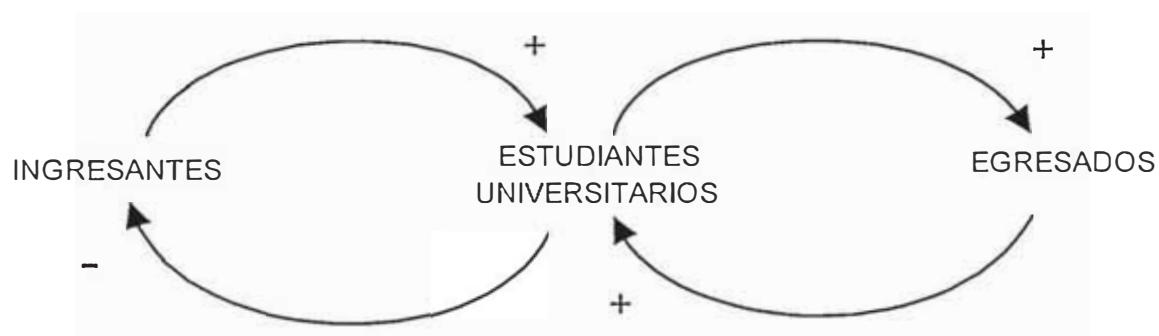 +
+
INGRESANTES
ESTUDIANTES
UNIVERSITARIOS
EGRESADOS
-
+